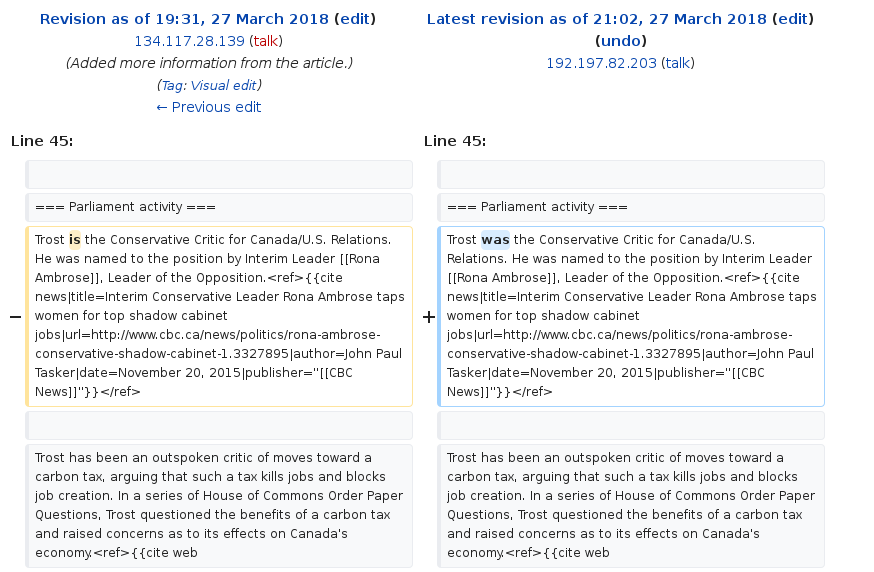 Revision as of 19:31, 27 March 2018 (edit)
134.117.28.139 (talk)
(Added more information from the article.)
(Tag: Visual edit)
← Previous edit
Latest revision as of 21:02, 27 March 2018 (edit)
(undo)
192.197.82.203 (talk)
Line 45:
Line 45:
=== Parliament activity ===
=== Parliament activity ===
−
Trost is the Conservative Critic for Canada/U.S. Relations.
He was named to the position by Interim Leader [[Rona
Ambrose]], Leader of the Opposition.<ref>{{cite
news|title=Interim Conservative Leader Rona Ambrose taps
women for top shadow cabinet
jobs|url=http://www.cbc.ca/news/politics/rona-ambrose-
conservative-shadow-cabinet-1.3327895|author=John Paul
Tasker|date=November 20, 2015|publisher=''[[CBC
News]]''}}</ref>
+
Trost was the Conservative Critic for Canada/U.S.
Relations. He was named to the position by Interim Leader
[[Rona Ambrose]], Leader of the Opposition.<ref>{{cite
news|title=Interim Conservative Leader Rona Ambrose taps
women for top shadow cabinet
jobs|url=http://www.cbc.ca/news/politics/rona-ambrose-
conservative-shadow-cabinet-1.3327895|author=John Paul
Tasker|date=November 20, 2015|publisher=''[[CBC
News]]''}}</ref>
Trost has been an outspoken critic of moves toward a
carbon tax, arguing that such a tax kills jobs and blocks
job creation. In a series of House of Commons Order Paper
Questions, Trost questioned the benefits of a carbon tax
and raised concerns as to its effects on Canada's
economy.<ref>{{cite web
Trost has been an outspoken critic of moves toward a
carbon tax, arguing that such a tax kills jobs and blocks
job creation. In a series of House of Commons Order Paper
Questions, Trost questioned the benefits of a carbon tax
and raised concerns as to its effects on Canada's
economy.<ref>{{cite web